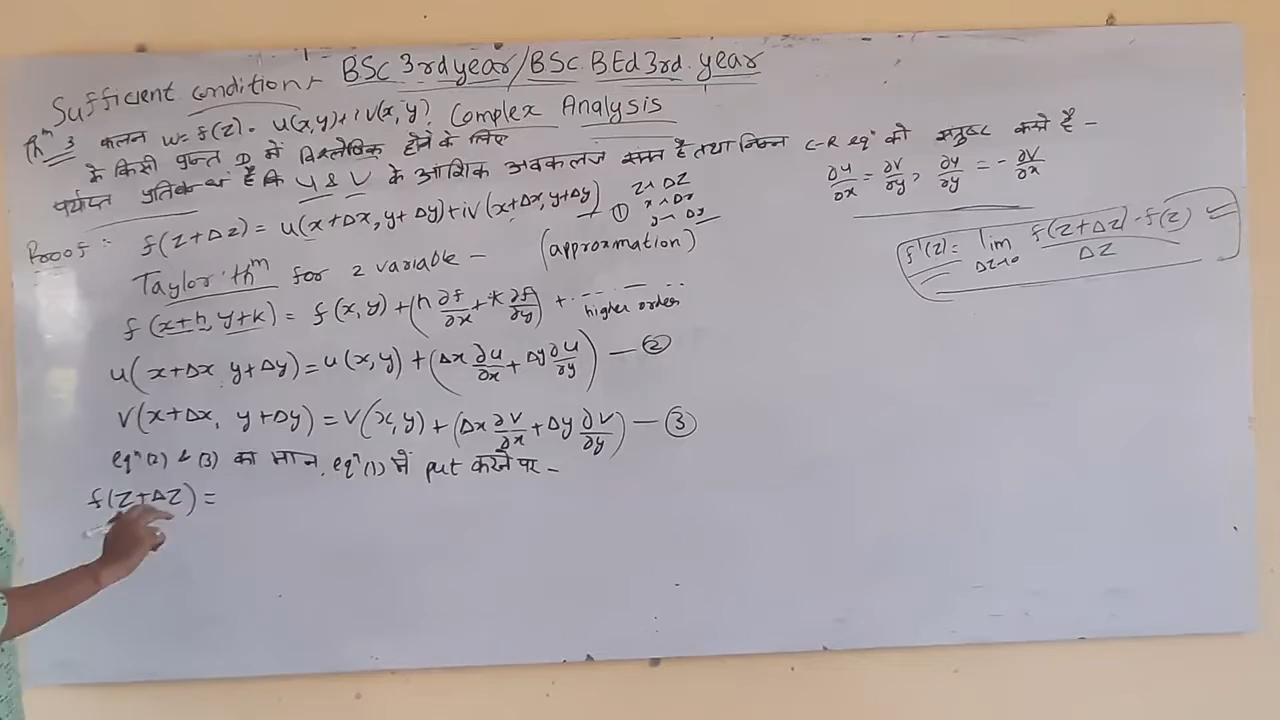 Sufficient condition BSc 3rd year/BSc. BEd 3rd. year
Thm 3 कलन w = f(z) = u(x,y)+iv(x,y), Complex Analysis
के किसी प्रान्त D में विश्लेषिक होने के लिए
पर्याप्त प्रतिबन्ध है कि u & v के आंशिक अवकलज सतत है तथा निम्न C-R eqn को सन्तुष्ट करते है -
∂u/∂x = ∂v/∂y, ∂u/∂y = -∂v/∂x
Proof: f(z+Δz) = u(x+Δx, y+Δy)+iv(x+Δx, y+Δy) — ①
z→Δz
x→Δx
y→Δy
f'(z) = lim Δz→0 f(z+Δz)-f(z)/Δz
Taylor thm for 2 variable - (approximation)
f(x+h, y+k) = f(x,y)+(h ∂f/∂x + k ∂f/∂y) + ------
higher order
u(x+Δx y+Δy) = u(x,y)+(Δx ∂u/∂x + Δy ∂u/∂y) — ②
v(x+Δx, y+Δy) = v(x,y)+(Δx ∂v/∂x + Δy ∂v/∂y) — ③
eqn (2) & (3) का मान eqn (1) में put करने पर -
f(z+Δz) =